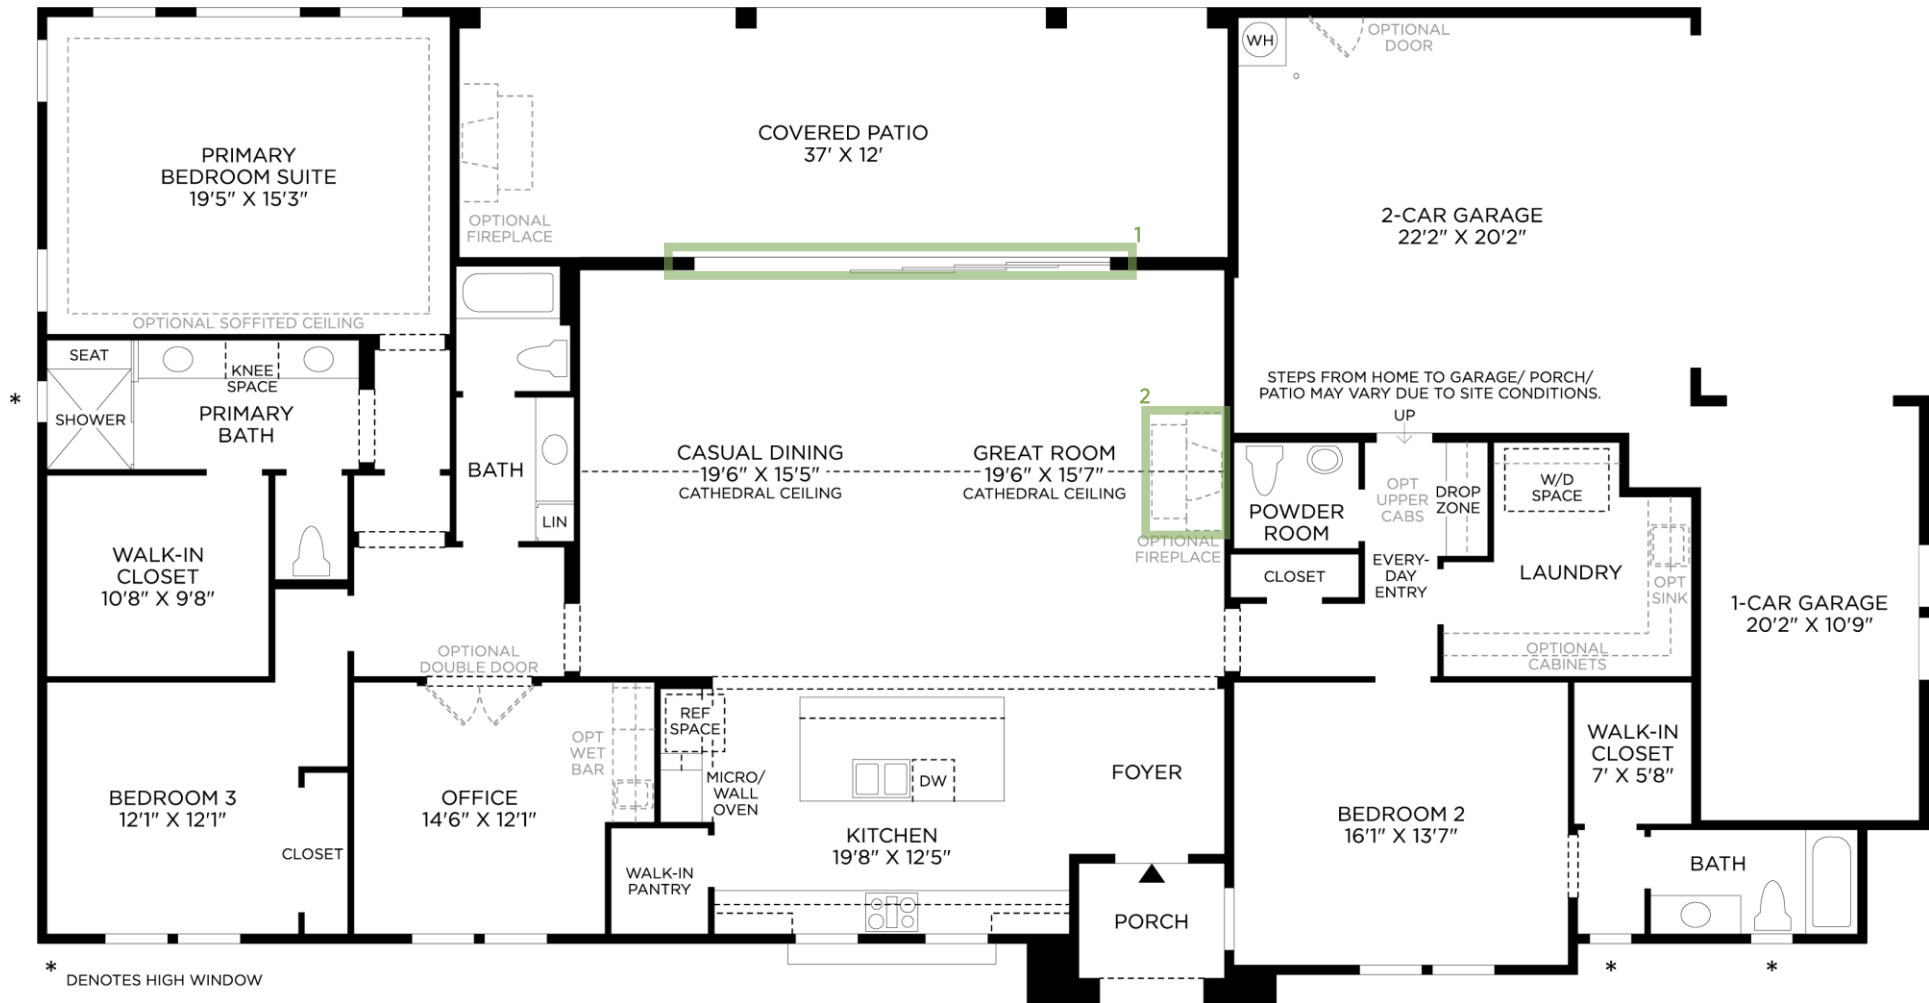 WH
OPTIONAL
DOOR
COVERED PATIO
37' X 12'
PRIMARY
BEDROOM SUITE
19'5" X 15'3"
OPTIONAL
FIREPLACE
2-CAR GARAGE
22'2" X 20'2"
1
OPTIONAL SOFFITED CEILING
SEAT
KNEE
SPACE
*
SHOWER
PRIMARY
BATH
STEPS FROM HOME TO GARAGE/ PORCH/
PATIO MAY VARY DUE TO SITE CONDITIONS.
UP
2
BATH
LIN
CASUAL DINING
19'6" X 15'5"
CATHEDRAL CEILING
GREAT ROOM
19'6" X 15'7"
CATHEDRAL CEILING
OPTIONAL
FIREPLACE
POWDER
ROOM
OPT
UPPER
CABS
DROP
ZONE
W/D
SPACE
WALK-IN
CLOSET
10'8" X 9'8"
CLOSET
EVERY-
DAY
ENTRY
LAUNDRY
OPT
SINK
1-CAR GARAGE
20'2" X 10'9"
OPTIONAL
DOUBLE DOOR
OPTIONAL
CABINETS
REF
SPACE
OPT
WET
BAR
MICRO/
WALL
OVEN
DW
FOYER
WALK-IN
CLOSET
7' X 5'8"
BEDROOM 3
12'1" X 12'1"
OFFICE
14'6" X 12'1"
KITCHEN
19'8" X 12'5"
BEDROOM 2
16'1" X 13'7"
CLOSET
WALK-IN
PANTRY
BATH
PORCH
* DENOTES HIGH WINDOW
*
*